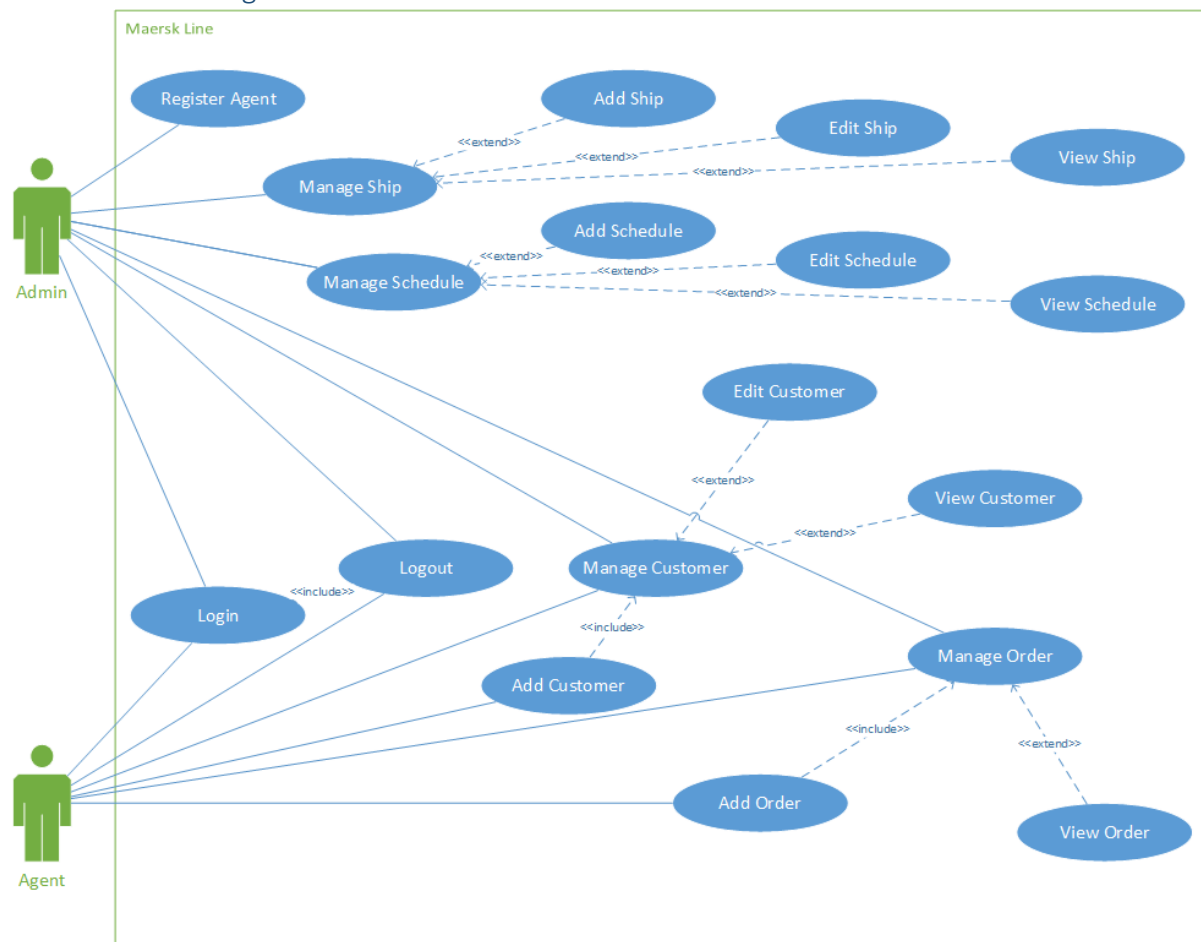 Maersk Line
Register Agent
Add Ship
Edit Ship
View Ship
<<extend>>
<<extend>>
<<extend>>
Manage Ship
Add Schedule
Edit Schedule
View Schedule
<<extend>>
<<extend>>
<<extend>>
Manage Schedule
Admin
Edit Customer
<<extend>>
View Customer
<<extend>>
Logout
Manage Customer
<<include>>
Login
<<include>>
Manage Order
Add Customer
<<include>>
<<extend>>
Add Order
View Order
Agent